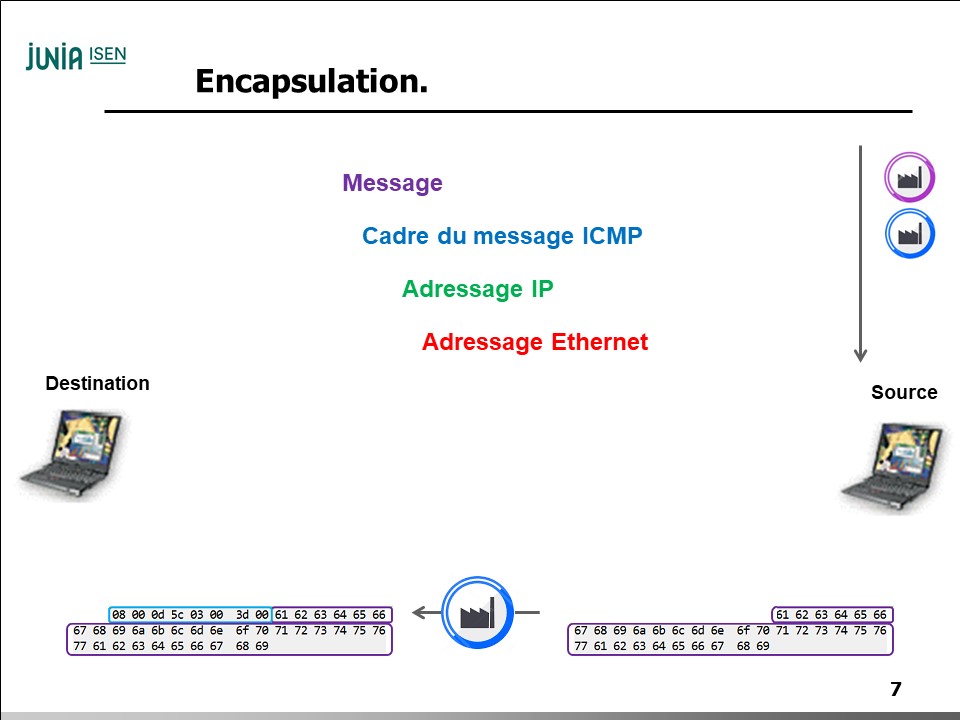 JUNIA ISEN
Encapsulation.
Message
Cadre du message ICMP
Adressage IP
Adressage Ethernet
Destination
Source
08 00 0d 5c 03 00 3d 00 61 62 63 64 65 66
67 68 69 6a 6b 6c 6d 6e 6f 70 71 72 73 74 75 76
77 61 62 63 64 65 66 67 68 69
61 62 63 64 65 66
67 68 69 6a 6b 6c 6d 6e 6f 70 71 72 73 74 75 76
77 61 62 63 64 65 66 67 68 69
7